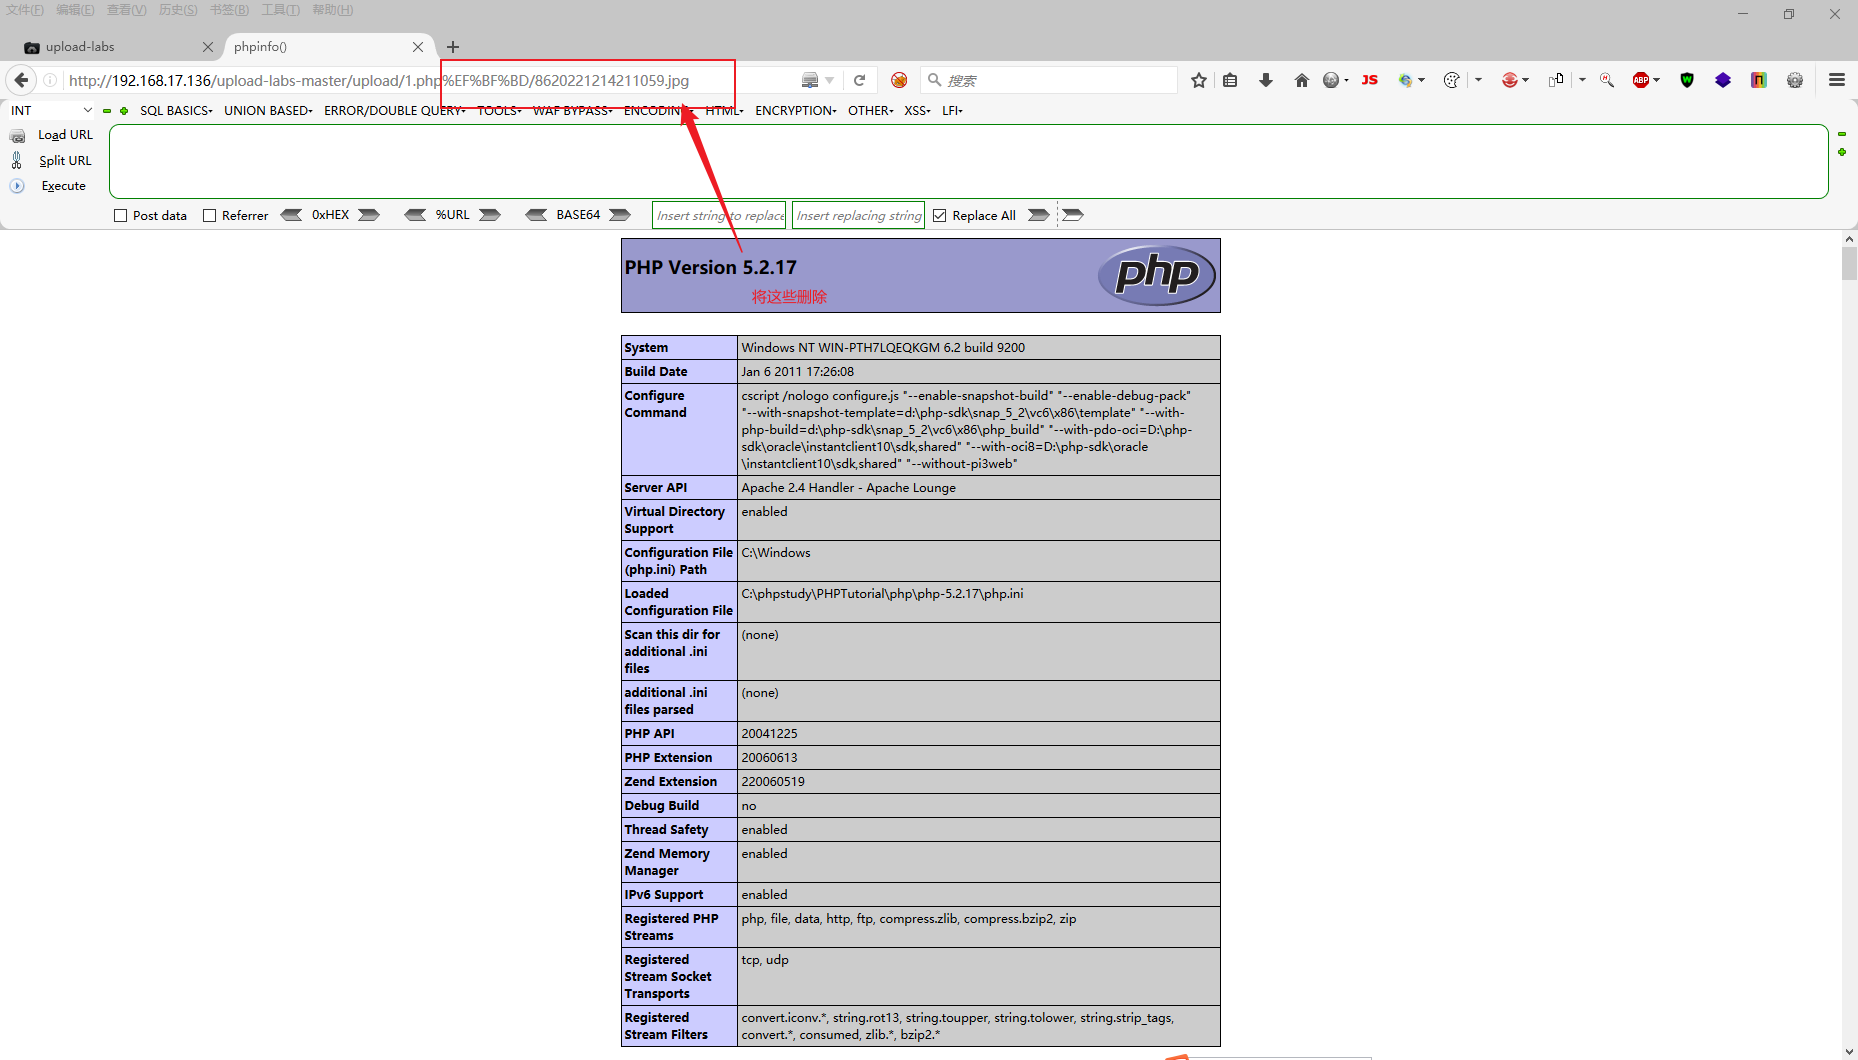 文件(F) 编辑(E) 查看(V) 历史(S) 书签(B) 工具(T) 帮助(H)
upload-labs
phpinfo()
http://192.168.17.136/upload-labs-master/upload/1.php%EF%BF%BD/8620221214211059.jpg
搜索
JS
ABP
INT
SQL BASICS UNION BASED ERROR/DOUBLE QUERY TOOLS WAF BYPASS ENCODING HTML ENCRYPTION OTHER XSS LFI
Load URL
Split URL
Execute
Post data Referrer 0xHEX %URL BASE64 Insert string to replace Insert replacing string Replace All
PHP Version 5.2.17
php
将这些删除
System Windows NT WIN-PTH7LQEQKGM 6.2 build 9200
Build Date Jan 6 2011 17:26:08
Configure Command cscript /nologo configure.js "--enable-snapshot-build" "--enable-debug-pack"
"--with-snapshot-template=d:\php-sdk\snap_5_2\vc6\x86\template" "--with-
php-build=d:\php-sdk\snap_5_2\vc6\x86\php_build" "--with-pdo-oci=D:\php-
sdk\oracle\instantclient10\sdk,shared" "--with-oci8=D:\php-sdk\oracle
\instantclient10\sdk,shared" "--without-pi3web"
Server API Apache 2.4 Handler - Apache Lounge
Virtual Directory
Support enabled
Configuration File
(php.ini) Path C:\Windows
Loaded
Configuration File C:\phpstudy\PHPTutorial\php\php-5.2.17\php.ini
Scan this dir for
additional .ini
files (none)
additional .ini
files parsed (none)
PHP API 20041225
PHP Extension 20060613
Zend Extension 220060519
Debug Build no
Thread Safety enabled
Zend Memory
Manager enabled
IPv6 Support enabled
Registered PHP
Streams php, file, data, http, ftp, compress.zlib, compress.bzip2, zip
Registered
Stream Socket
Transports tcp, udp
Registered
Stream Filters convert.iconv.*, string.rot13, string.toupper, string.tolower, string.strip_tags,
convert.*, consumed, zlib.*, bzip2.*